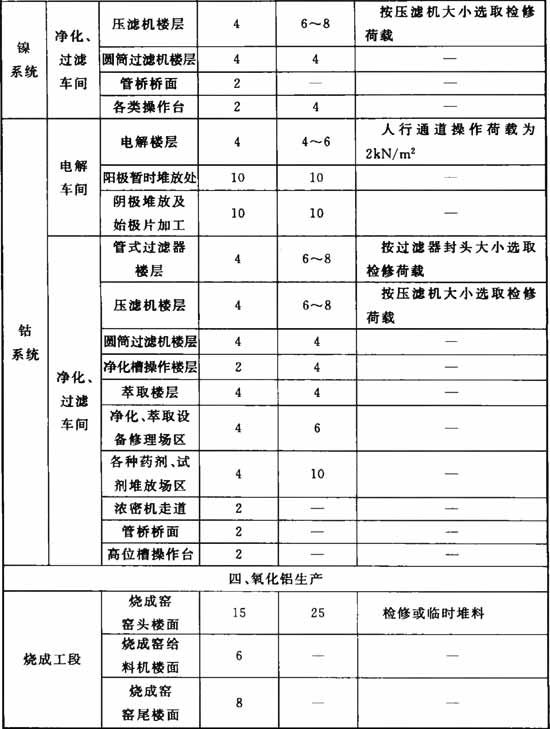 镍
系统
净化、
过滤
车间
压滤机楼层
4
6～8
按压滤机大小选取检修
荷载
圆筒过滤机楼层
4
4
—
管桥桥面
2
—
—
各类操作台
2
4
—
钴
系统
电解
车间
电解楼层
4
4～6
人行通道操作荷载为
2kN/m²
阳极暂时堆放处
10
10
—
阴极堆放及
始极片加工
10
10
—
净化、
过滤
车间
管式过滤器
楼层
4
6～8
按过滤器封头大小选取
检修荷载
压滤机楼层
4
6～8
按压滤机大小选取检修
荷载
圆筒过滤机楼层
4
4
—
净化槽操作楼层
2
4
—
萃取楼层
4
4
—
净化、萃取设
备修理场区
4
6
—
各种药剂、试
剂堆放场区
4
10
—
浓密机走道
2
—
—
管桥桥面
2
—
—
高位槽操作台
2
—
—
四、氧化铝生产
烧成工段
烧成窑
窑头楼面
15
25
检修或临时堆料
烧成窑给
料机楼面
6
—
—
烧成窑
窑尾楼面
8
—
—